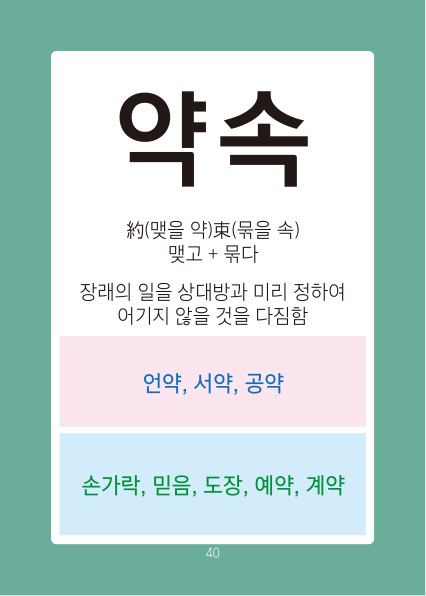 약속
約(맺을 약)束(묶을 속)
맺고 + 묶다
장래의 일을 상대방과 미리 정하여
어기지 않을 것을 다짐함
언약, 서약, 공약
손가락, 믿음, 도장, 예약, 계약
40